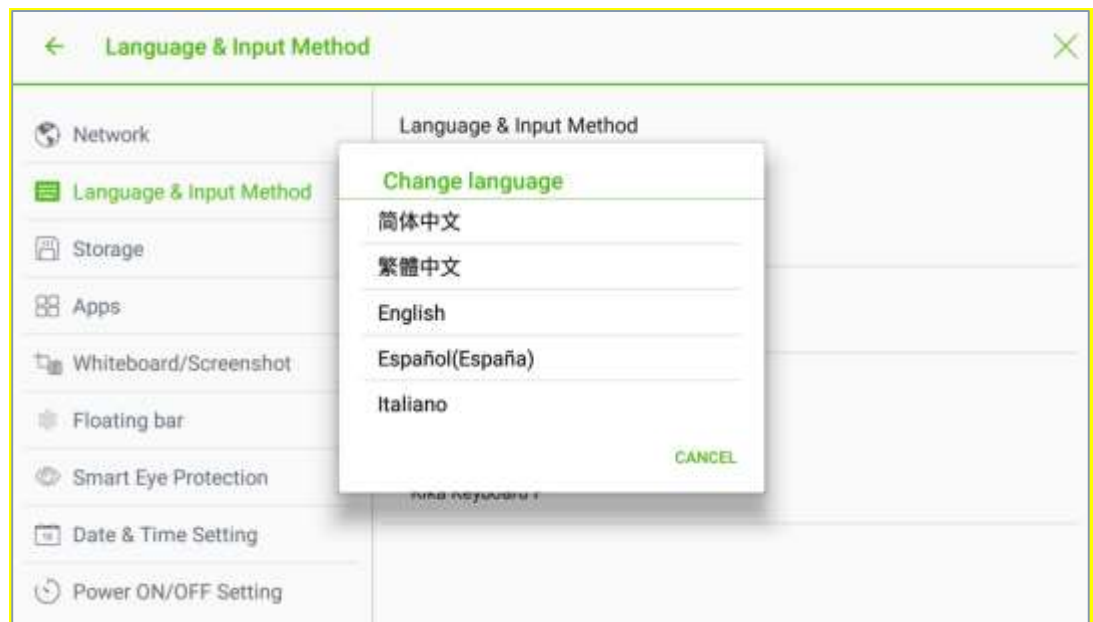 Language & Input Method
Network
Language & Input Method
Storage
Apps
Whiteboard/Screenshot
Floating bar
Smart Eye Protection
Date & Time Setting
Power ON/OFF Setting
Language & Input Method
Change language
简体中文
繁體中文
English
Español(España)
Italiano
CANCEL
Kika Keyboard